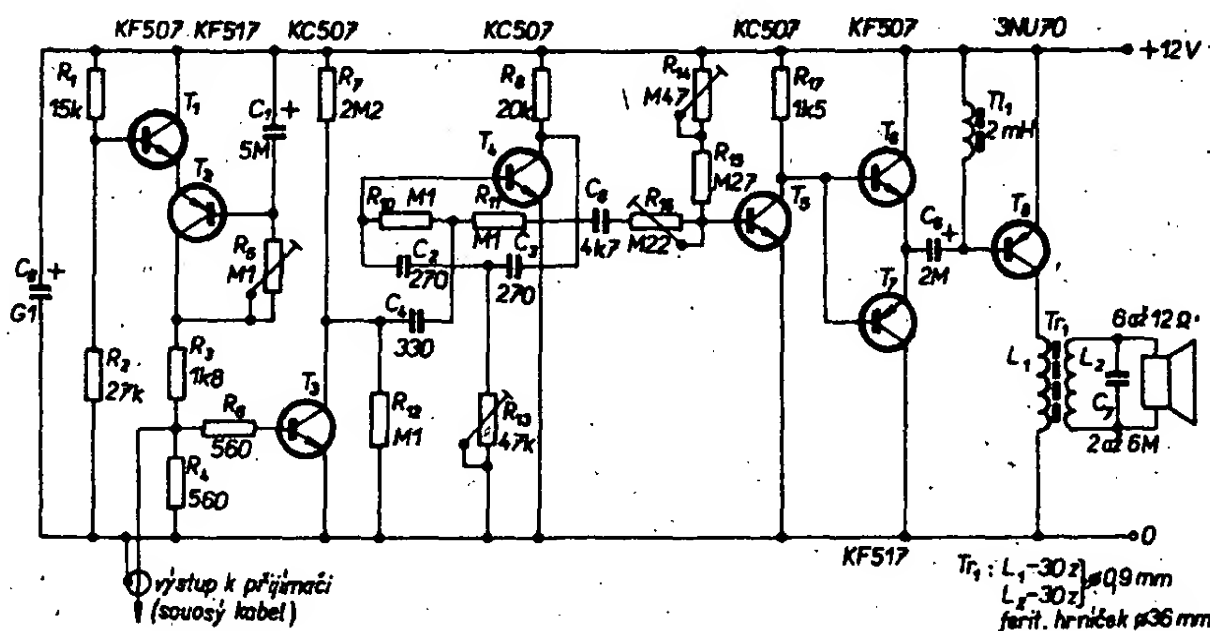 KF507 KF517 KC507 KC507 KC507 KF507 3NU70
+12V
R1
15k
T1
C1 +
5M
T2
R5
M1
R7
2M2
R8
20k
T4
R10 M1
R11
M1
C2
270
C3
270
C4
330
R14
M47
R15
M27
C5
4k7
R16
M22
R17
1k5
T5
T6
T7
Tl1
2mH
C6 +
2M
T8
C8 +
G1
R2
27k
R3
1k8
R4
560
R6
560
T3
R12
M1
R13
47k
Tr1
L1
L2
C7
6 až 12Ω
2 až 6M
0
KF517
výstup k přijímači
(souosý kabel)
Tr1 : L1-30z
L2-30z
ø0,9 mm
ferit. hrníček ø36 mm